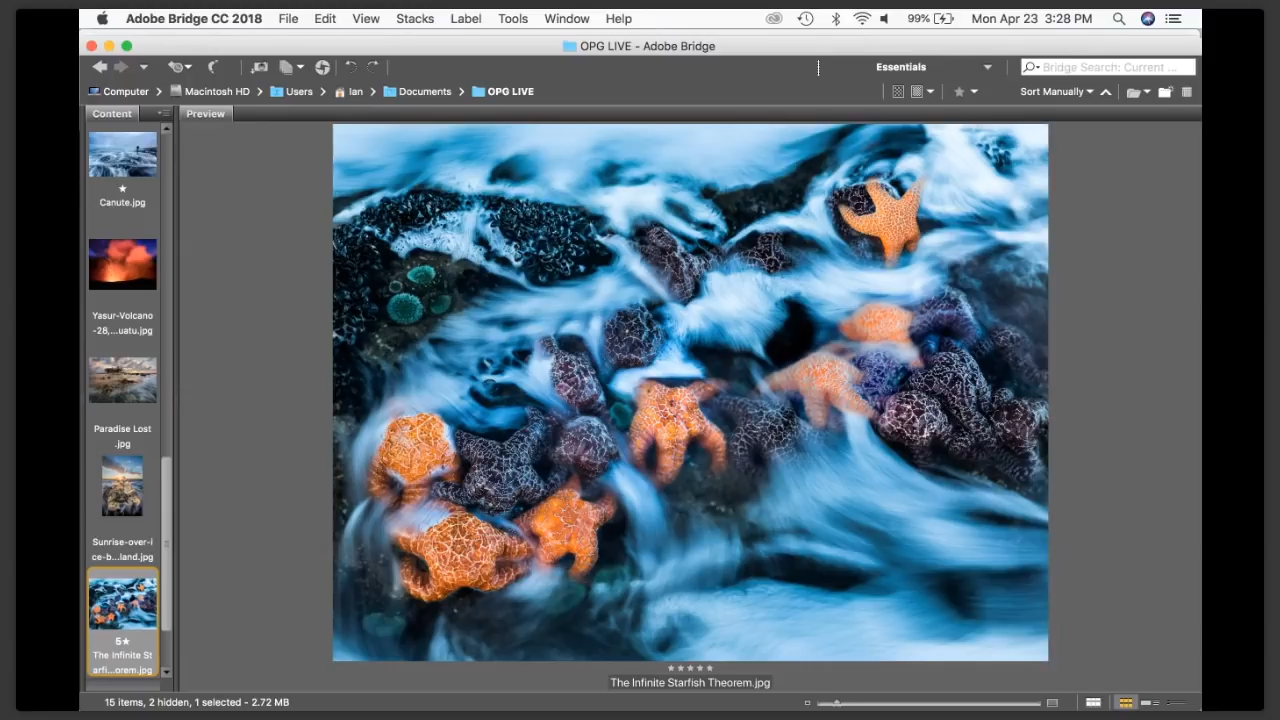 Adobe Bridge CC 2018 File Edit View Stacks Label Tools Window Help 99% Mon Apr 23 3:28 PM
OPG LIVE - Adobe Bridge
Essentials Bridge Search: Current ...
Computer Macintosh HD Users Ian Documents OPG LIVE Sort Manually
Content Preview
Canute.jpg
Yasur-Volcano
-28,...uatu.jpg
Paradise Lost
.jpg
Sunrise-over-i
ce-b...land.jpg
5★
The Infinite St
arfi...orem.jpg
The Infinite Starfish Theorem.jpg
15 items, 2 hidden, 1 selected - 2.72 MB